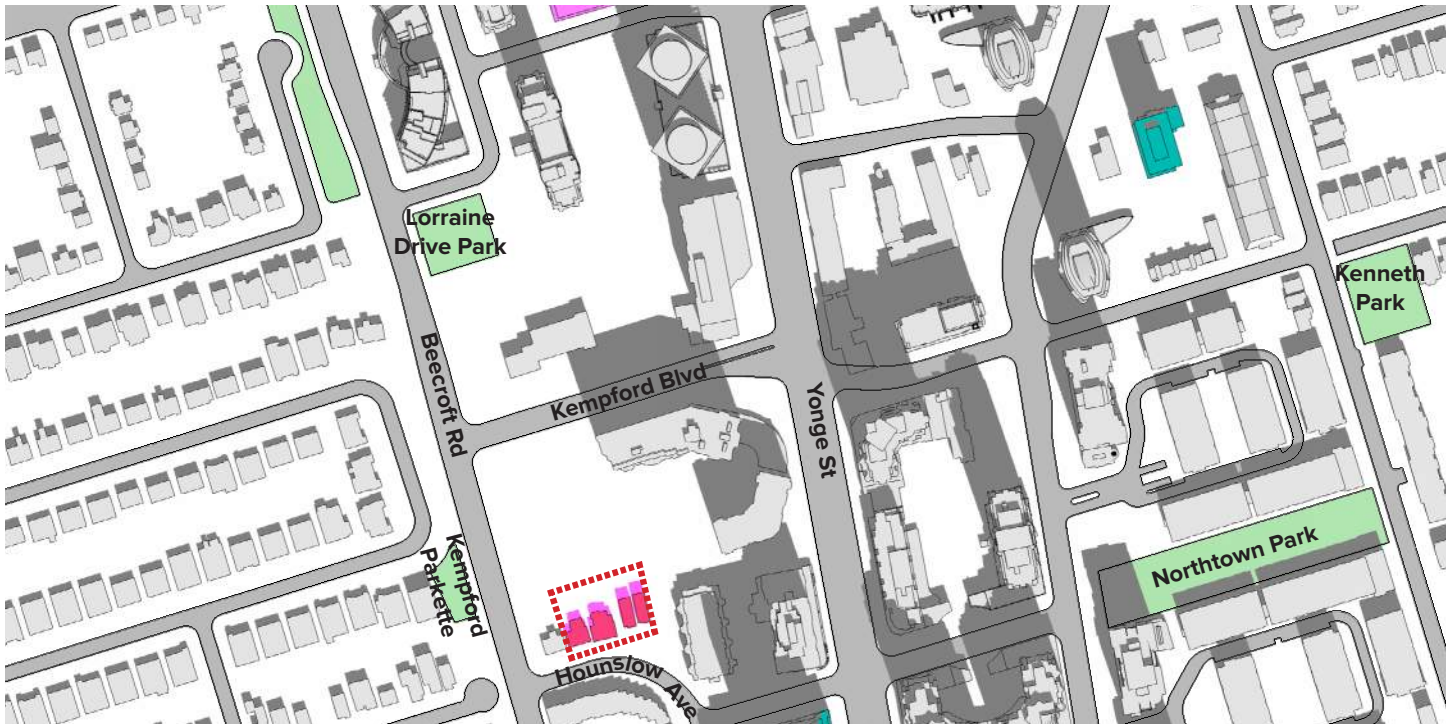 Lorraine
Drive Park
Kenneth
Park
Beecroft Rd
Kempford Blvd
Yonge St
Kempford
Parkette
Northtown Park
Hounslow Ave